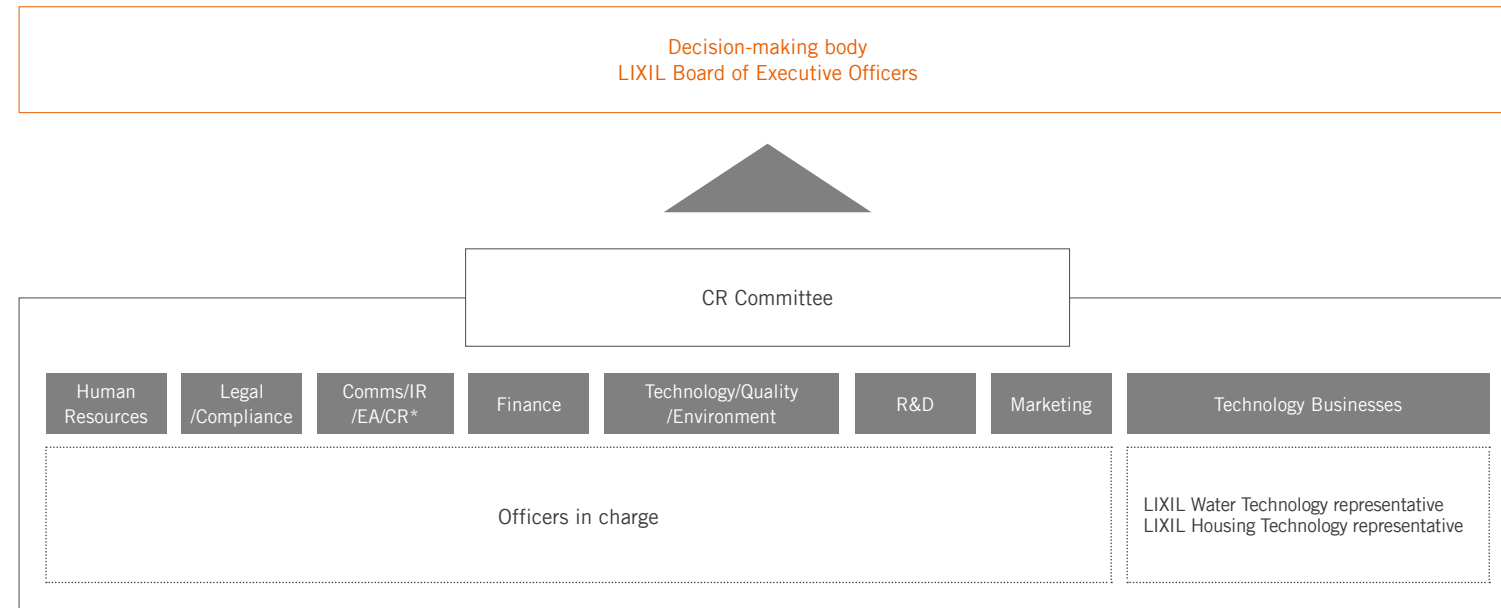 Decision-making body
LIXIL Board of Executive Officers
CR Committee
Human
Resources
Legal
/Compliance
Comms/IR
/EA/CR*
Finance
Technology/Quality
/Environment
R&D
Marketing
Technology Businesses
Officers in charge
LIXIL Water Technology representative
LIXIL Housing Technology representative